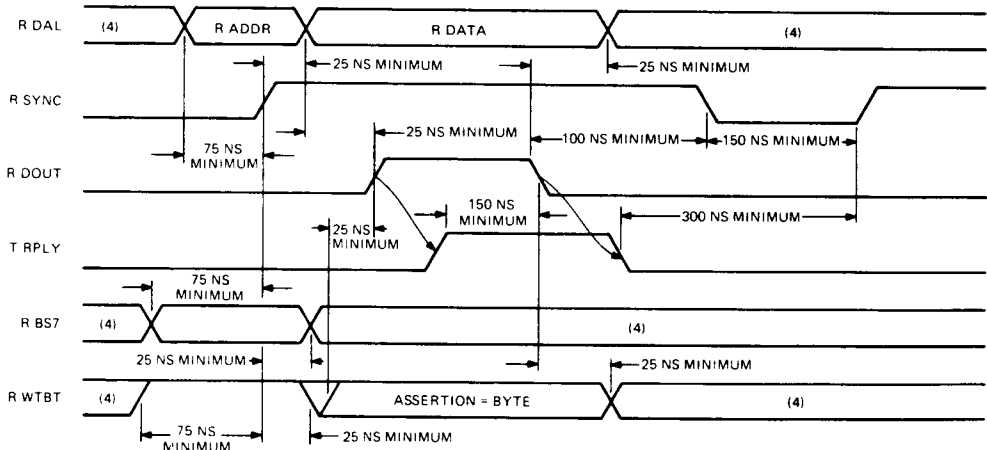 R DAL
(4)
R ADDR
R DATA
(4)
25 NS MINIMUM
25 NS MINIMUM
R SYNC
25 NS MINIMUM
100 NS MINIMUM
150 NS MINIMUM
75 NS
MINIMUM
R DOUT
150 NS
MINIMUM
300 NS MINIMUM
25 NS
MINIMUM
T RPLY
75 NS
MINIMUM
R BS7
(4)
(4)
25 NS MINIMUM
25 NS MINIMUM
R WTBT
(4)
ASSERTION = BYTE
(4)
75 NS
MINIMUM
25 NS MINIMUM